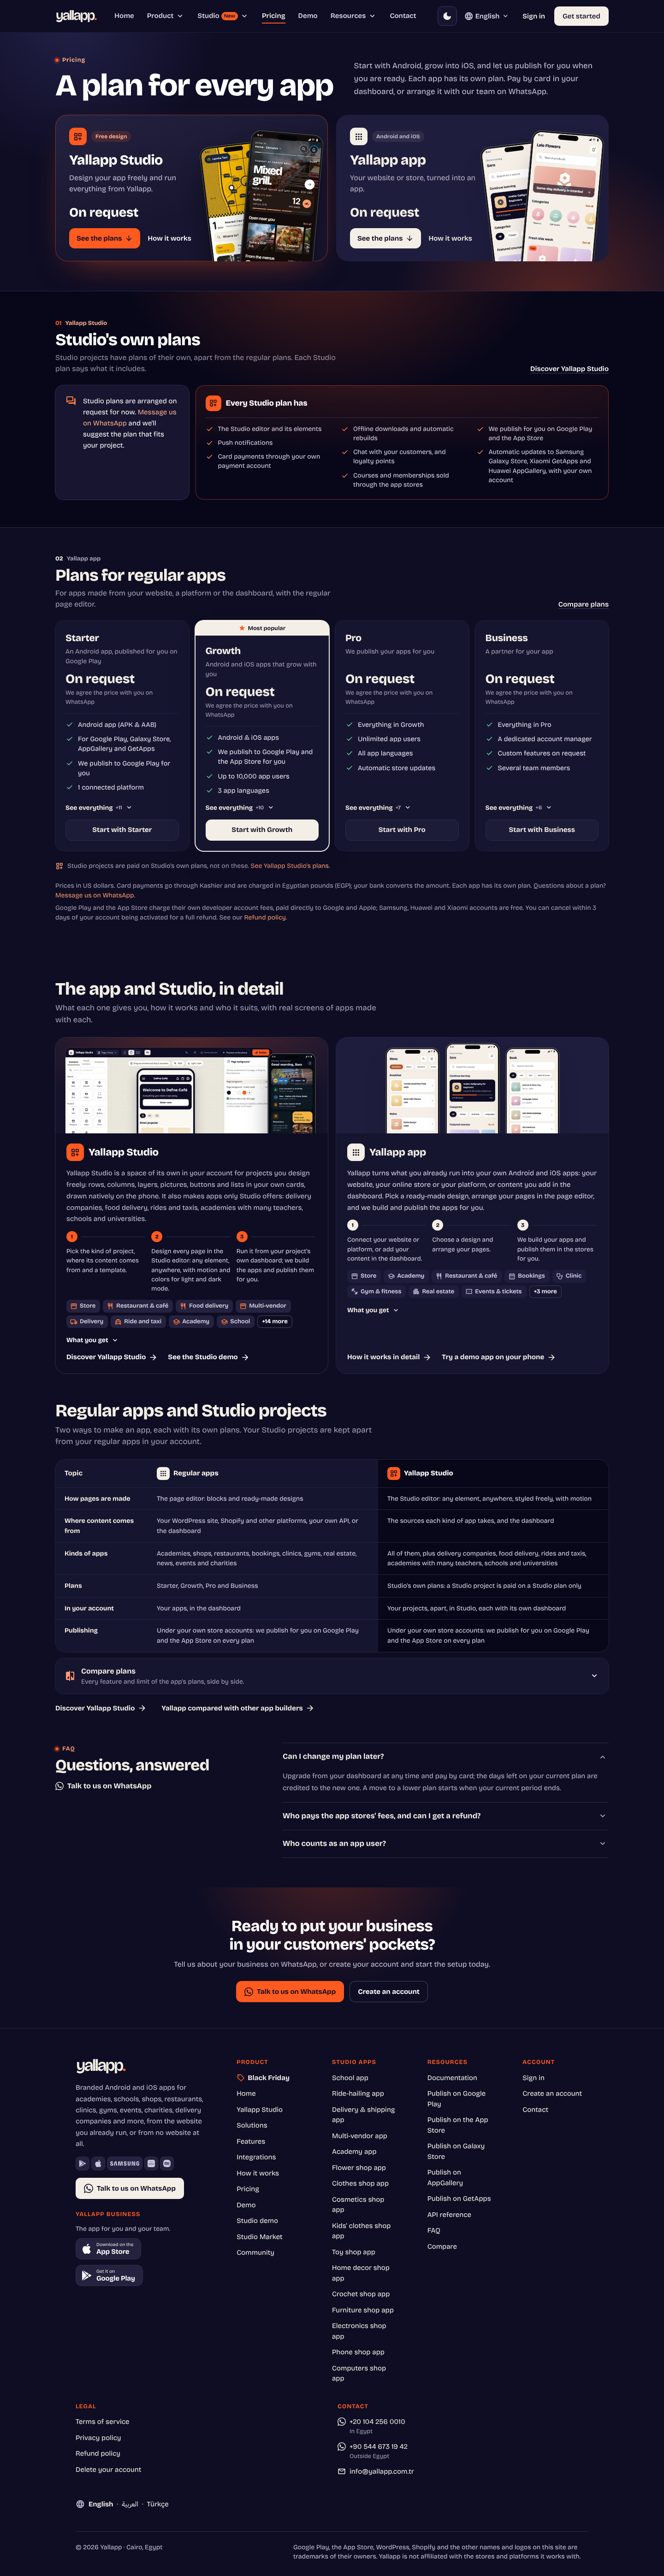 yallapp.
Home
Product
Studio New
Pricing
Demo
Resources
Contact
English
Sign in
Get started
Pricing
A plan for every app
Start with Android, grow into iOS, and let us publish for you when
you are ready. Each app has its own plan. Pay by card in your
dashboard, or arrange it with our team on WhatsApp.
Free design
Yallapp Studio
Design your app freely and run
everything from Yallapp.
On request
See the plans
How it works
Mixed
grill.
Android and iOS
Yallapp app
Your website or store, turned into an
app.
On request
See the plans
How it works
01 Yallapp Studio
Studio's own plans
Studio projects have plans of their own, apart from the regular plans. Each Studio
plan says what it includes.
Discover Yallapp Studio
Studio plans are arranged on
request for now. Message us
on WhatsApp and we'll
suggest the plan that fits
your project.
Every Studio plan has
The Studio editor and its elements
Push notifications
Card payments through your own
payment account
Offline downloads and automatic
rebuilds
Chat with your customers, and
loyalty points
Courses and memberships sold
through the app stores
We publish for you on Google Play
and the App Store
Automatic updates to Samsung
Galaxy Store, Xiaomi GetApps and
Huawei AppGallery, with your own
account
02 Yallapp app
Plans for regular apps
For apps made from your website, a platform or the dashboard, with the regular
page editor.
Compare plans
Starter
An Android app, published for you on
Google Play
On request
We agree the price with you on
WhatsApp
Android app (APK & AAB)
For Google Play, Galaxy Store,
AppGallery and GetApps
We publish to Google Play for
you
1 connected platform
See everything +11
Start with Starter
Most popular
Growth
Android and iOS apps that grow with
you
On request
We agree the price with you on
WhatsApp
Android & iOS apps
We publish to Google Play and
the App Store for you
Up to 10,000 app users
3 app languages
See everything +10
Start with Growth
Pro
We publish your apps for you
On request
We agree the price with you on
WhatsApp
Everything in Growth
Unlimited app users
All app languages
Automatic store updates
See everything +7
Start with Pro
Business
A partner for your app
On request
We agree the price with you on
WhatsApp
Everything in Pro
A dedicated account manager
Custom features on request
Several team members
See everything +6
Start with Business
Studio projects are paid on Studio's own plans, not on these. See Yallapp Studio's plans.
Prices in US dollars. Card payments go through Kashier and are charged in Egyptian pounds (EGP); your bank converts the amount. Each app has its own plan. Questions about a plan?
Message us on WhatsApp.
Google Play and the App Store charge their own developer account fees, paid directly to Google and Apple; Samsung, Huawei and Xiaomi accounts are free. You can cancel within 3
days of your account being activated for a full refund. See our Refund policy.
The app and Studio, in detail
What each one gives you, how it works and who it suits, with real screens of apps made
with each.
Yallapp Studio
Yallapp Studio is a space of its own in your account for projects you design
freely: rows, columns, layers, pictures, buttons and lists in your own cards,
drawn natively on the phone. It also makes apps only Studio offers: delivery
companies, food delivery, rides and taxis, academies with many teachers,
schools and universities.
1
2
3
Pick the kind of project,
where its content comes
from and a template.
Design every page in the
Studio editor: any element,
anywhere, with motion and
colors for light and dark
mode.
Run it from your project's
own dashboard; we build
the apps and publish them
for you.
Store
Restaurant & café
Food delivery
Multi-vendor
Delivery
Ride and taxi
Academy
School
+14 more
What you get
Discover Yallapp Studio
See the Studio demo
Yallapp app
Yallapp turns what you already run into your own Android and iOS apps: your
website, your online store or your platform, or content you add in the
dashboard. Pick a ready-made design, arrange your pages in the page editor,
and we build and publish the apps for you.
1
2
3
Connect your website or
platform, or add your
content in the dashboard.
Choose a design and
arrange your pages.
We build your apps and
publish them in the stores
for you.
Store
Academy
Restaurant & café
Bookings
Clinic
Gym & fitness
Real estate
Events & tickets
+3 more
What you get
How it works in detail
Try a demo app on your phone
Regular apps and Studio projects
Two ways to make an app, each with its own plans. Your Studio projects are kept apart
from your regular apps in your account.
Topic
Regular apps
Yallapp Studio
How pages are made
The page editor: blocks and ready-made designs
The Studio editor: any element, anywhere, styled freely, with motion
Where content comes
from
Your WordPress site, Shopify and other platforms, your own API, or
the dashboard
The sources each kind of app takes, and the dashboard
Kinds of apps
Academies, shops, restaurants, bookings, clinics, gyms, real estate,
news, events and charities
All of them, plus delivery companies, food delivery, rides and taxis,
academies with many teachers, schools and universities
Plans
Starter, Growth, Pro and Business
Studio's own plans: a Studio project is paid on a Studio plan only
In your account
Your apps, in the dashboard
Your projects, apart, in Studio, each with its own dashboard
Publishing
Under your own store accounts: we publish for you on Google Play
and the App Store on every plan
Under your own store accounts: we publish for you on Google Play
and the App Store on every plan
Compare plans
Every feature and limit of the app's plans, side by side.
Discover Yallapp Studio
Yallapp compared with other app builders
FAQ
Questions, answered
Talk to us on WhatsApp
Can I change my plan later?
Upgrade from your dashboard at any time and pay by card; the days left on your current plan are
credited to the new one. A move to a lower plan starts when your current period ends.
Who pays the app stores' fees, and can I get a refund?
Who counts as an app user?
Ready to put your business
in your customers' pockets?
Tell us about your business on WhatsApp, or create your account and start the setup today.
Talk to us on WhatsApp
Create an account
yallapp.
Branded Android and iOS apps for
academies, schools, shops, restaurants,
clinics, gyms, events, charities, delivery
companies and more, from the website
you already run, or from no website at
all.
SAMSUNG
Talk to us on WhatsApp
YALLAPP BUSINESS
The app for you and your team.
Download on the
App Store
Get it on
Google Play
PRODUCT
Black Friday
Home
Yallapp Studio
Solutions
Features
Integrations
How it works
Pricing
Demo
Studio demo
Studio Market
Community
STUDIO APPS
School app
Ride-hailing app
Delivery & shipping
app
Multi-vendor app
Academy app
Flower shop app
Clothes shop app
Cosmetics shop
app
Kids' clothes shop
app
Toy shop app
Home decor shop
app
Crochet shop app
Furniture shop app
Electronics shop
app
Phone shop app
Computers shop
app
RESOURCES
Documentation
Publish on Google
Play
Publish on the App
Store
Publish on Galaxy
Store
Publish on
AppGallery
Publish on GetApps
API reference
FAQ
Compare
ACCOUNT
Sign in
Create an account
Contact
LEGAL
Terms of service
Privacy policy
Refund policy
Delete your account
CONTACT
+20 104 256 0010
In Egypt
+90 544 673 19 42
Outside Egypt
info@yallapp.com.tr
English · العربية · Türkçe
© 2026 Yallapp · Cairo, Egypt
Google Play, the App Store, WordPress, Shopify and the other names and logos on this site are
trademarks of their owners. Yallapp is not affiliated with the stores and platforms it works with.